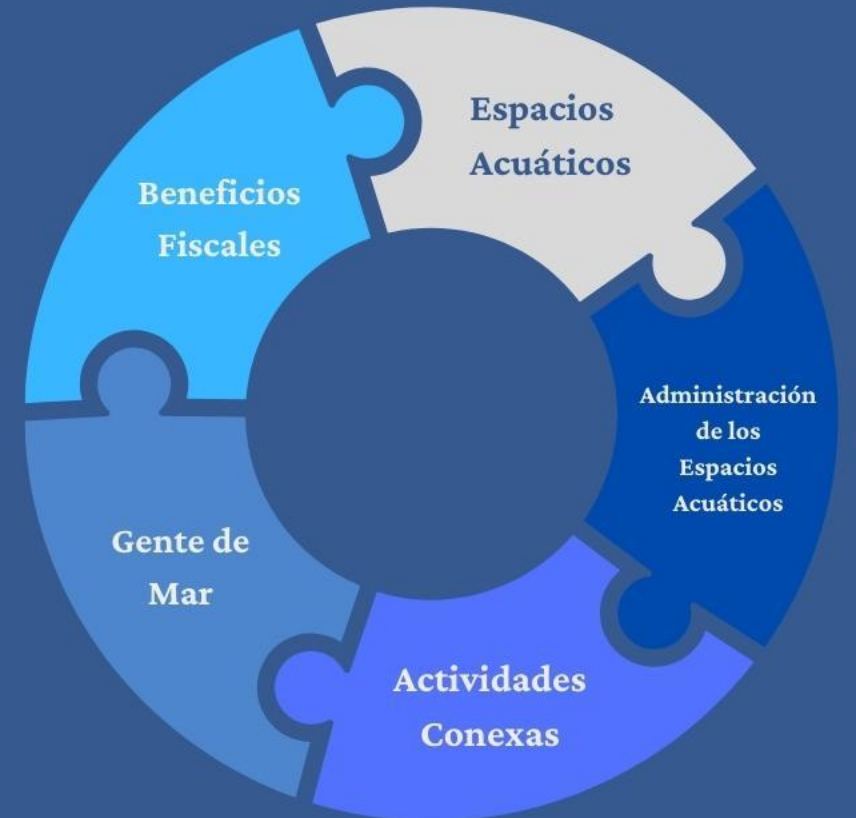 Espacios
Acuáticos
Administración
de los
Espacios
Acuáticos
Actividades
Conexas
Gente de
Mar
Beneficios
Fiscales